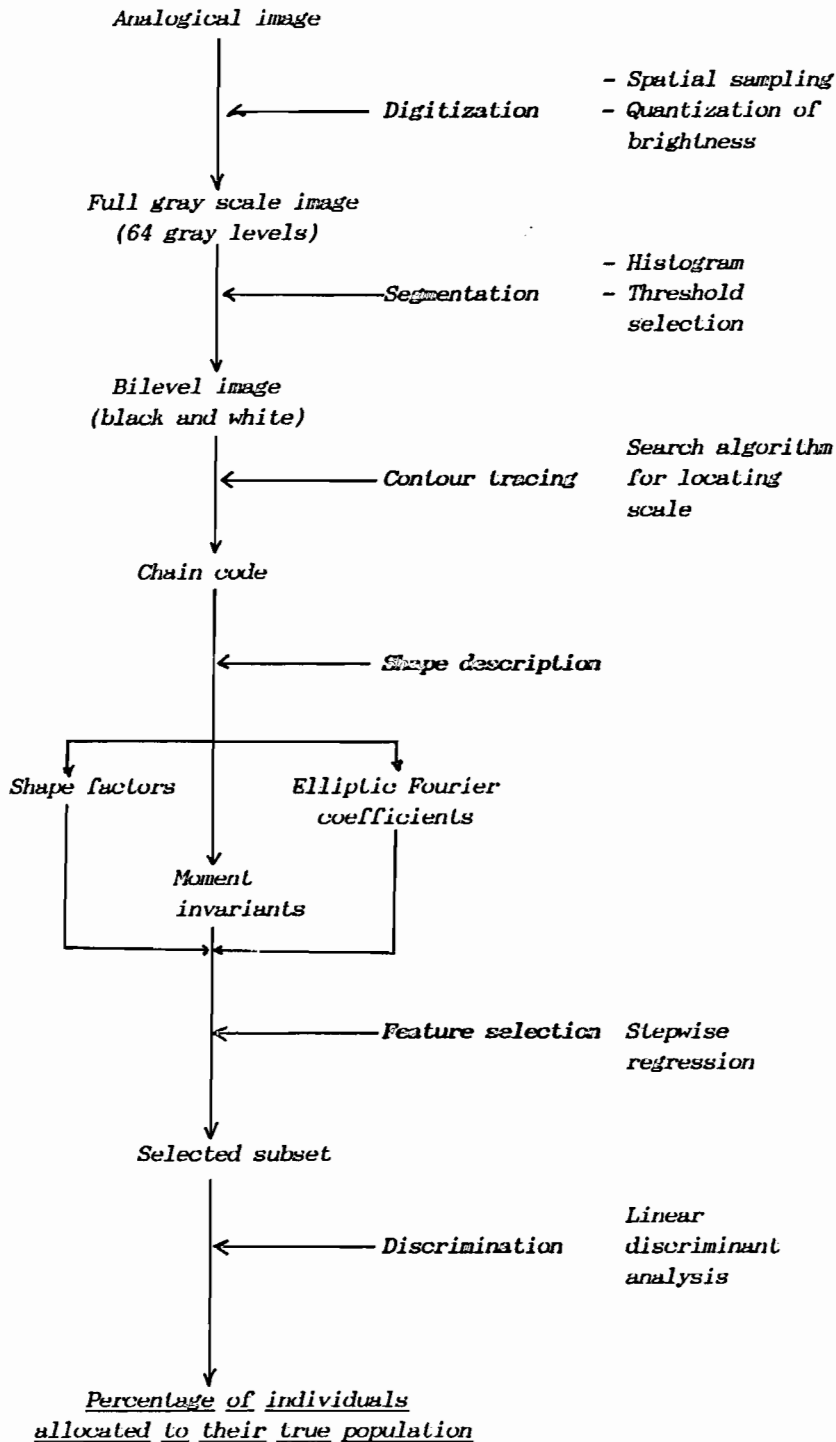 Analogical image
Digitization
- Spatial sampling
- Quantization of
brightness
Full gray scale image
(64 gray levels)
Segmentation
- Histogram
- Threshold
selection
Bilevel image
(black and white)
Contour tracing
Search algorithm
for locating
scale
Chain code
Shape description
Shape factors
Elliptic Fourier
coefficients
Moment
invariants
Feature selection
Stepwise
regression
Selected subset
Discrimination
Linear
discriminant
analysis
Percentage of individuals
allocated to their true population